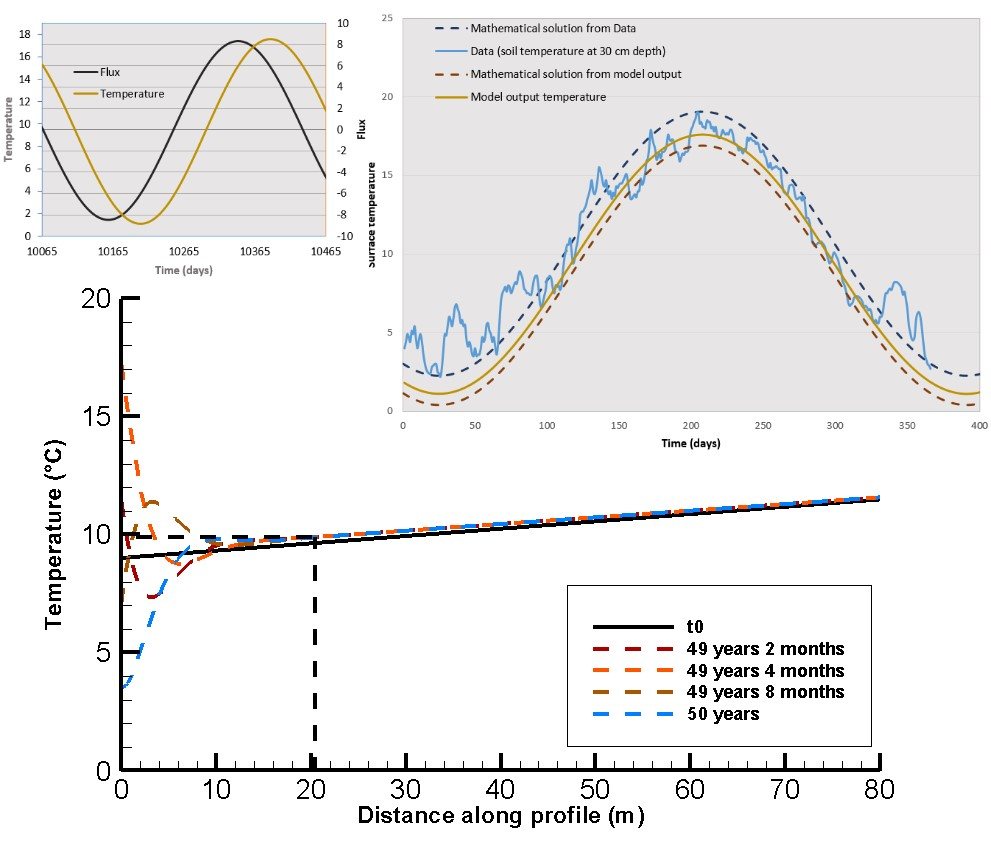 18
16
14
12
10
8
6
4
2
0
Temperature
Flux
Temperature
10
8
6
4
2
0
-2
-4
-6
-8
-10
Flux
10065 10165 10265 10365 10465
Time (days)
25
20
15
10
5
0
Surface temperature
Mathematical solution from Data
Data (soil temperature at 30 cm depth)
Mathematical solution from model output
Model output temperature
0 50 100 150 200 250 300 350 400
Time (days)
20
15
10
5
0
Temperature (°C)
t0
49 years 2 months
49 years 4 months
49 years 8 months
50 years
0 10 20 30 40 50 60 70 80
Distance along profile (m)